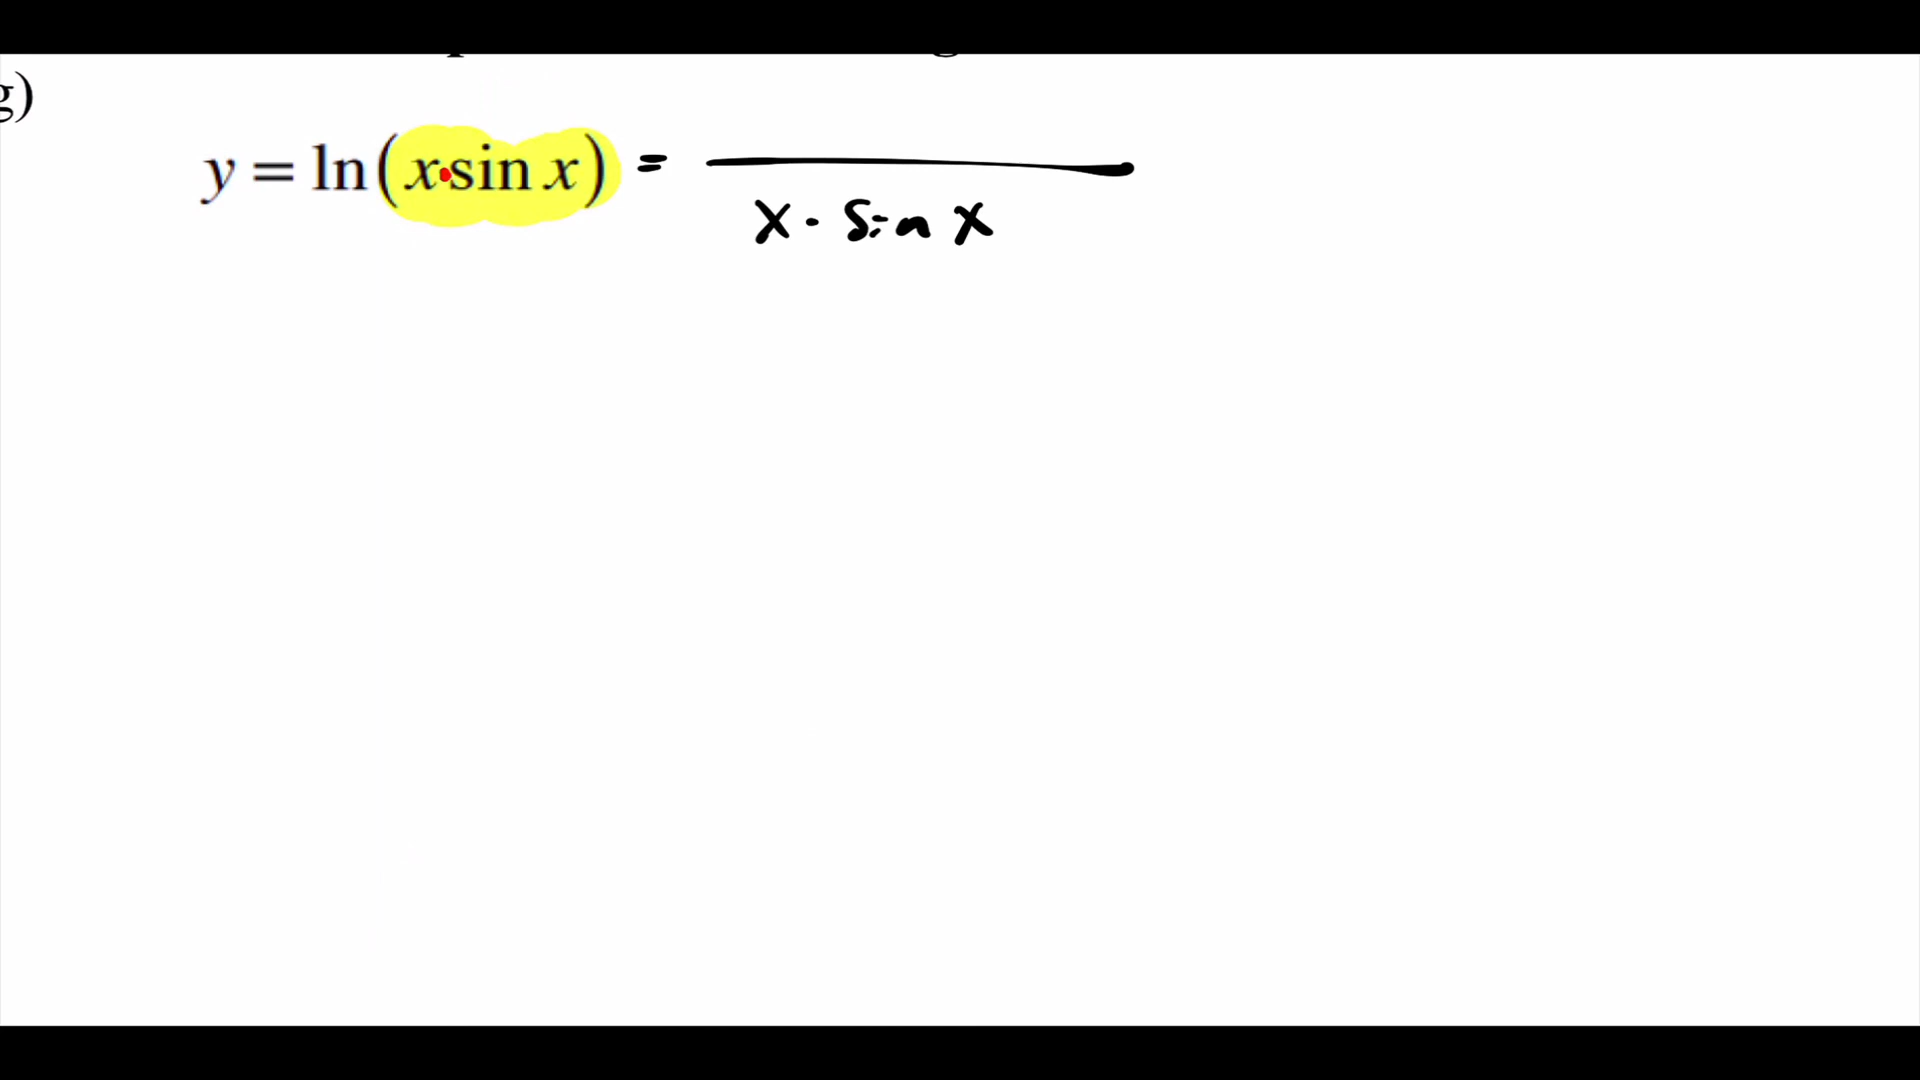 g)
y = ln(x·sin x) =
x · sin x